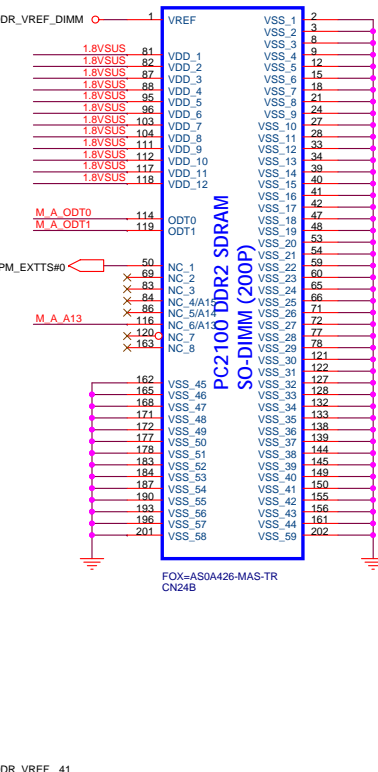 DR_VREF_DIMM 1 VREF
1.8VSUS 81 VDD_1
1.8VSUS 82 VDD_2
1.8VSUS 87 VDD_3
1.8VSUS 88 VDD_4
1.8VSUS 95 VDD_5
1.8VSUS 96 VDD_6
1.8VSUS 103 VDD_7
1.8VSUS 104 VDD_8
1.8VSUS 111 VDD_9
1.8VSUS 112 VDD_10
1.8VSUS 117 VDD_11
1.8VSUS 118 VDD_12
M_A_ODT0 114 ODT0
M_A_ODT1 119 ODT1
PM_EXTTS#0 50 NC_1
69 NC_2
83 NC_3
84 NC_4/A15
86 NC_5/A14
M_A_A13 116 NC_6/A13
120 NC_7
163 NC_8
162 VSS_45
165 VSS_46
168 VSS_47
171 VSS_48
172 VSS_49
177 VSS_50
178 VSS_51
183 VSS_52
184 VSS_53
187 VSS_54
190 VSS_55
193 VSS_56
196 VSS_57
201 VSS_58
PC2100 DDR2 SDRAM
SO-DIMM (200P)
VSS_1 2
VSS_2 3
VSS_3 8
VSS_4 9
VSS_5 12
VSS_6 15
VSS_7 18
VSS_8 21
VSS_9 24
VSS_10 27
VSS_11 28
VSS_12 33
VSS_13 34
VSS_14 39
VSS_15 40
VSS_16 41
VSS_17 42
VSS_18 47
VSS_19 48
VSS_20 53
VSS_21 54
VSS_22 59
VSS_23 60
VSS_24 65
VSS_25 66
VSS_26 71
VSS_27 72
VSS_28 77
VSS_29 78
VSS_30 121
VSS_31 122
VSS_32 127
VSS_33 128
VSS_34 132
VSS_35 133
VSS_36 138
VSS_37 139
VSS_38 144
VSS_39 145
VSS_40 149
VSS_41 150
VSS_42 155
VSS_43 156
VSS_44 161
VSS_59 202
FOX=AS0A426-MAS-TR
CN24B
DR_VREF 41